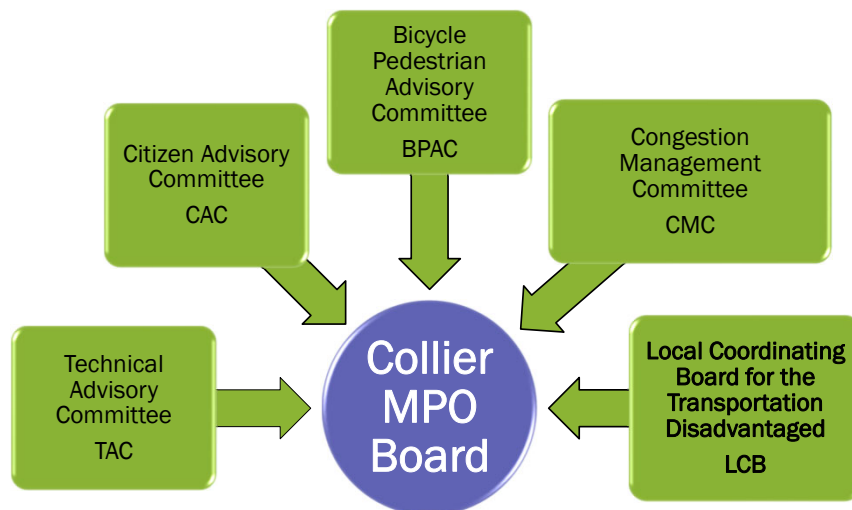 Bicycle
Pedestrian
Advisory
Committee
BPAC
Citizen Advisory
Committee
CAC
Congestion
Management
Committee
CMC
Technical
Advisory
Committee
TAC
Collier
MPO
Board
Local Coordinating
Board for the
Transportation
Disadvantaged
LCB